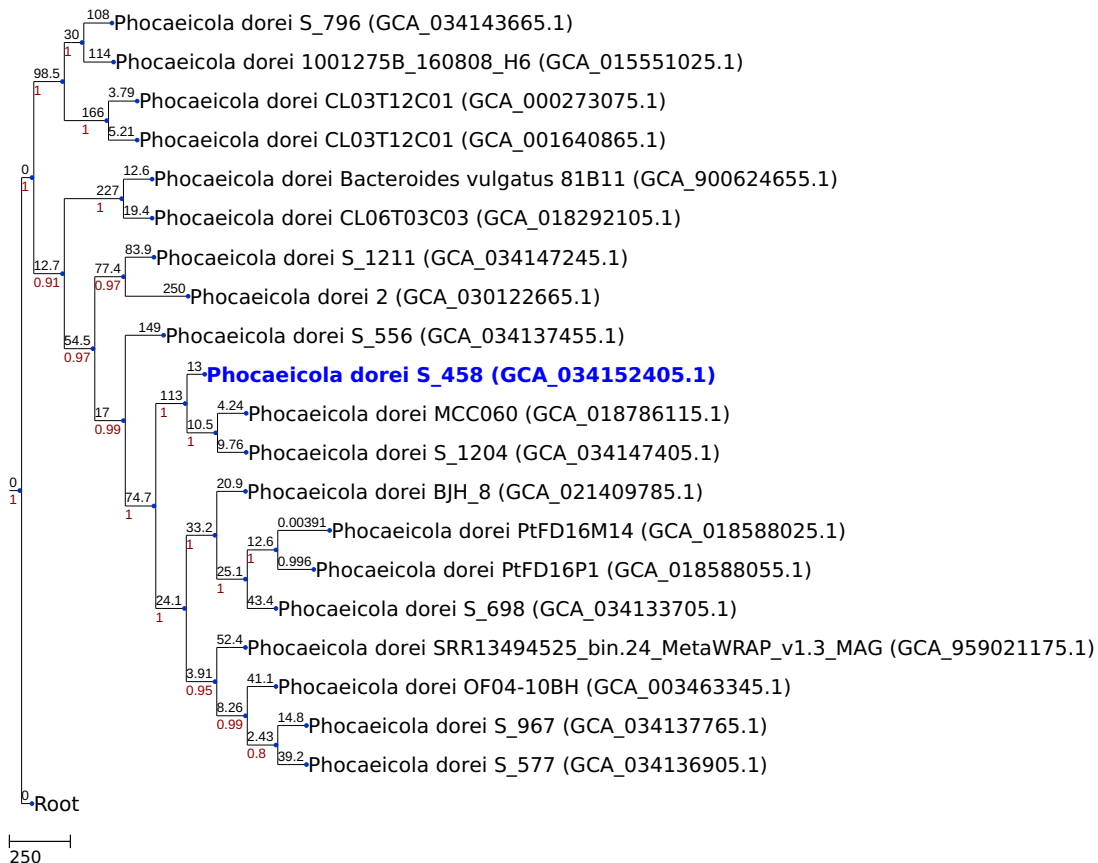 108
Phocaeicola dorei S_796 (GCA_034143665.1)
30
1
114
Phocaeicola dorei 1001275B_160808_H6 (GCA_015551025.1)
98.5
1
3.79
Phocaeicola dorei CL03T12C01 (GCA_000273075.1)
166
1
5.21
Phocaeicola dorei CL03T12C01 (GCA_001640865.1)
0
1
12.6
Phocaeicola dorei Bacteroides vulgatus 81B11 (GCA_900624655.1)
227
1
19.4
Phocaeicola dorei CL06T03C03 (GCA_018292105.1)
12.7
0.91
83.9
Phocaeicola dorei S_1211 (GCA_034147245.1)
77.4
0.97
250
Phocaeicola dorei 2 (GCA_030122665.1)
54.5
0.97
149
Phocaeicola dorei S_556 (GCA_034137455.1)
17
0.99
13
Phocaeicola dorei S_458 (GCA_034152405.1)
113
1
4.24
Phocaeicola dorei MCC060 (GCA_018786115.1)
10.5
1
9.76
Phocaeicola dorei S_1204 (GCA_034147405.1)
74.7
1
20.9
Phocaeicola dorei BJH_8 (GCA_021409785.1)
33.2
1
0.00391
Phocaeicola dorei PtFD16M14 (GCA_018588025.1)
12.6
1
0.996
Phocaeicola dorei PtFD16P1 (GCA_018588055.1)
25.1
1
43.4
Phocaeicola dorei S_698 (GCA_034133705.1)
24.1
1
52.4
Phocaeicola dorei SRR13494525_bin.24_MetaWRAP_v1.3_MAG (GCA_959021175.1)
3.91
0.95
41.1
Phocaeicola dorei OF04-10BH (GCA_003463345.1)
8.26
0.99
14.8
Phocaeicola dorei S_967 (GCA_034137765.1)
2.43
0.8
39.2
Phocaeicola dorei S_577 (GCA_034136905.1)
0
1
0
Root
250